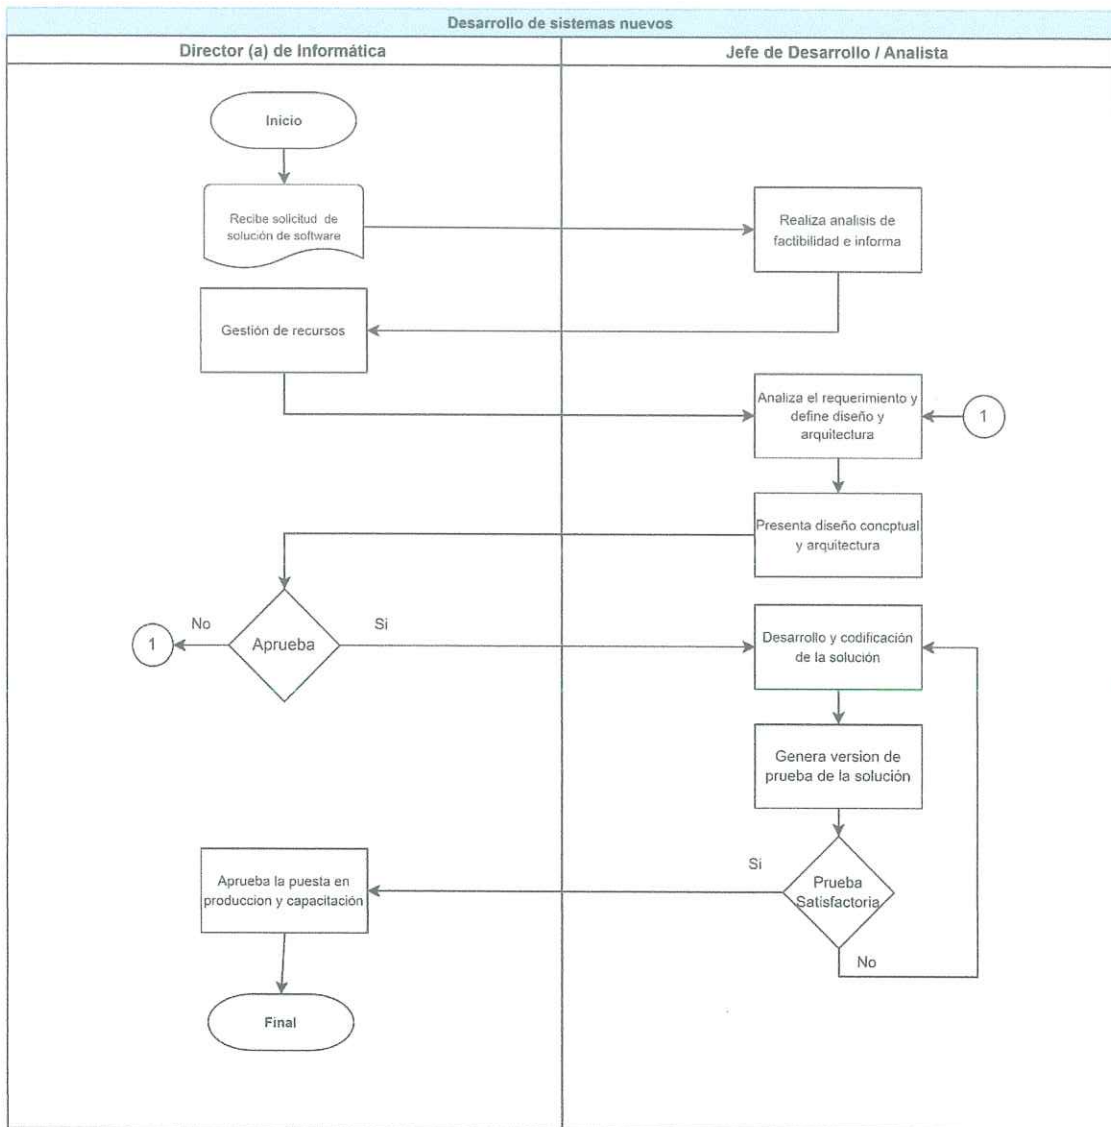 Desarrollo de sistemas nuevos
Director (a) de Informática
Jefe de Desarrollo / Analista
Inicio
Recibe solicitud de
solución de software
Realiza analisis de
factibilidad e informa
Gestión de recursos
Analiza el requerimiento y
define diseño y
arquitectura
1
Presenta diseño concptual
y arquitectura
1
No
Aprueba
Si
Desarrollo y codificación
de la solución
Genera version de
prueba de la solución
Si
Prueba
Satisfactoria
No
Aprueba la puesta en
produccion y capacitación
Final